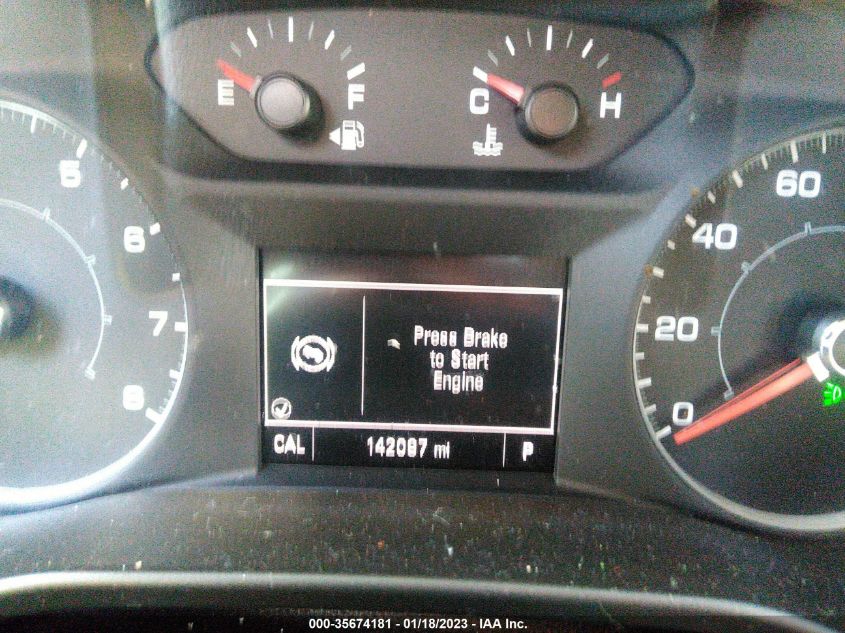 E F C H
5 6 7 8
60 40 20 0
Press Brake
to Start
Engine
CAL 142087 mi P
000-35674181 - 01/18/2023 - IAA Inc.